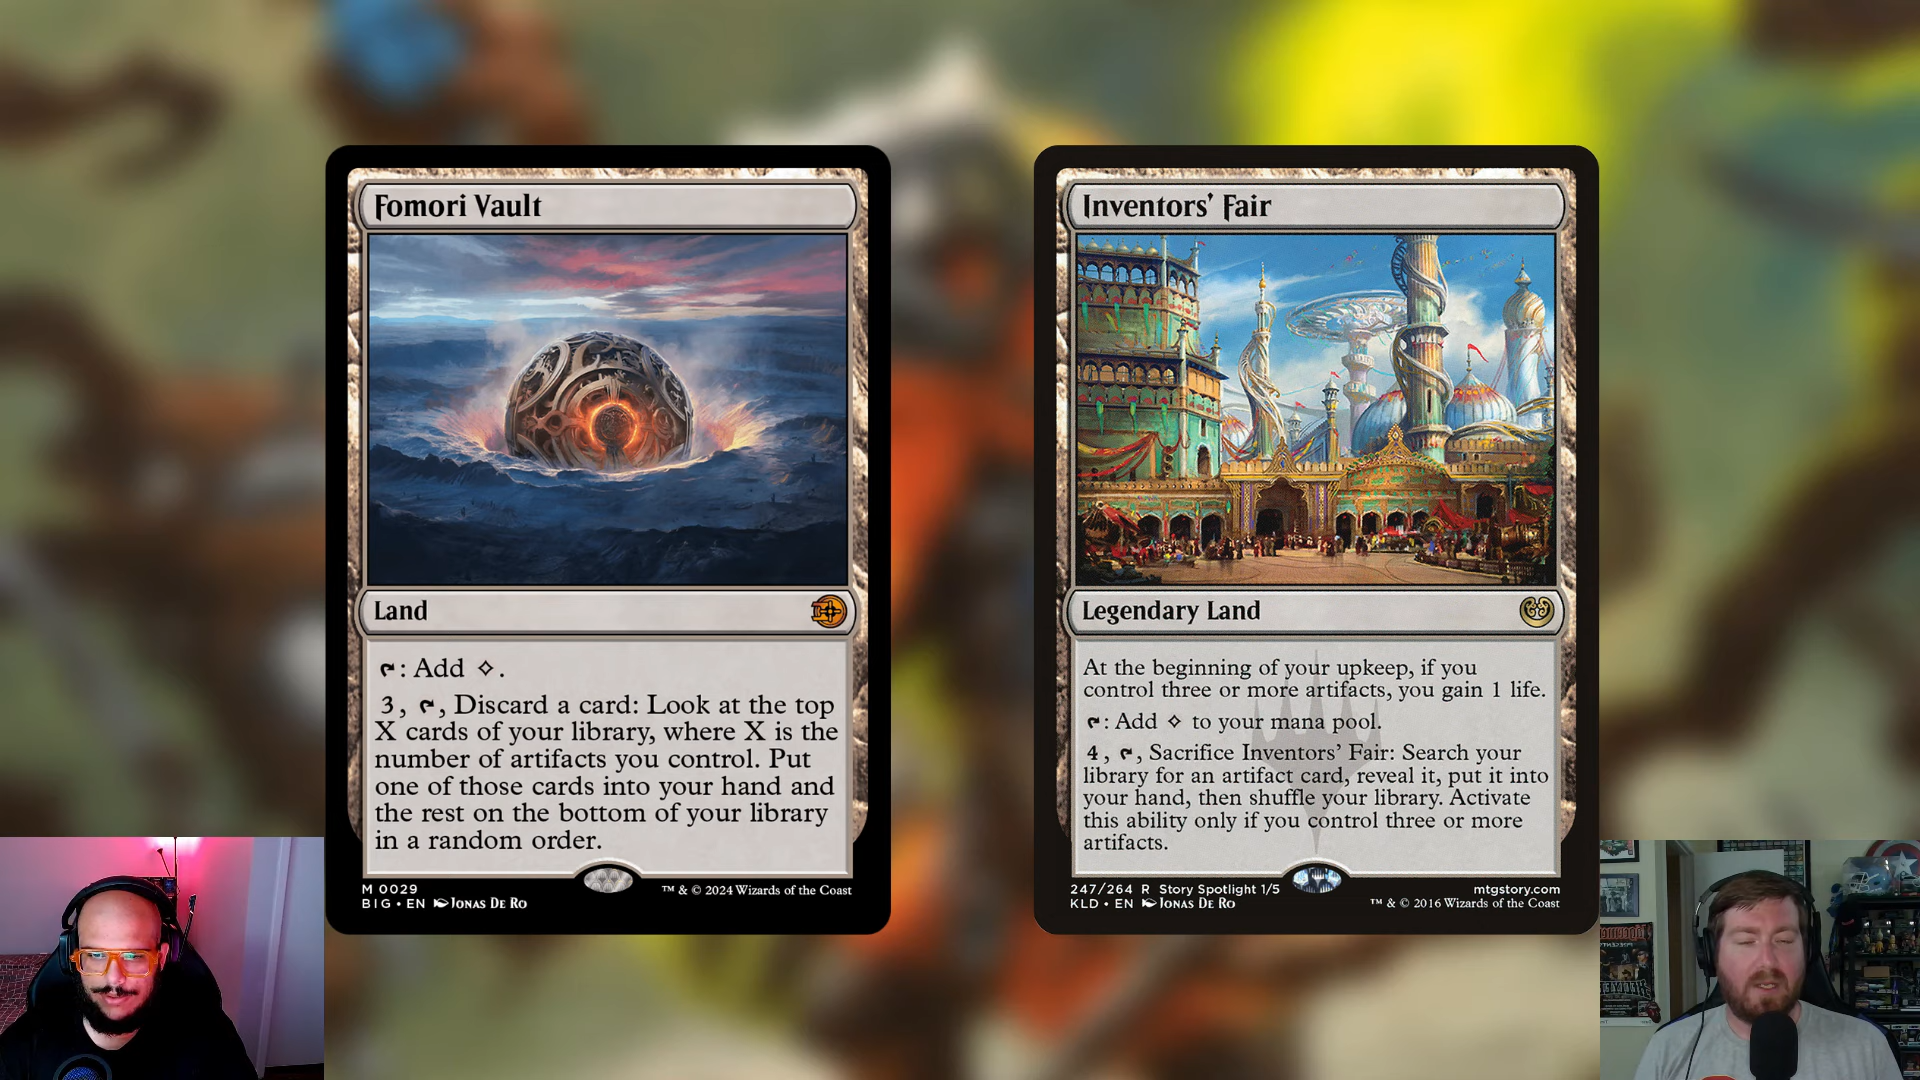 Fomori Vault
Land
: Add .
3, , Discard a card: Look at the top
X cards of your library, where X is the
number of artifacts you control. Put
one of those cards into your hand and
the rest on the bottom of your library
in a random order.
M 0029
BIG • EN Jonas De Ro
™ & © 2024 Wizards of the Coast
Inventors' Fair
Legendary Land
At the beginning of your upkeep, if you
control three or more artifacts, you gain 1 life.
: Add  to your mana pool.
4, , Sacrifice Inventors' Fair: Search your
library for an artifact card, reveal it, put it into
your hand, then shuffle your library. Activate
this ability only if you control three or more
artifacts.
247/264 R Story Spotlight 1/5
KLD • EN Jonas De Ro
mtgstory.com
™ & © 2016 Wizards of the Coast